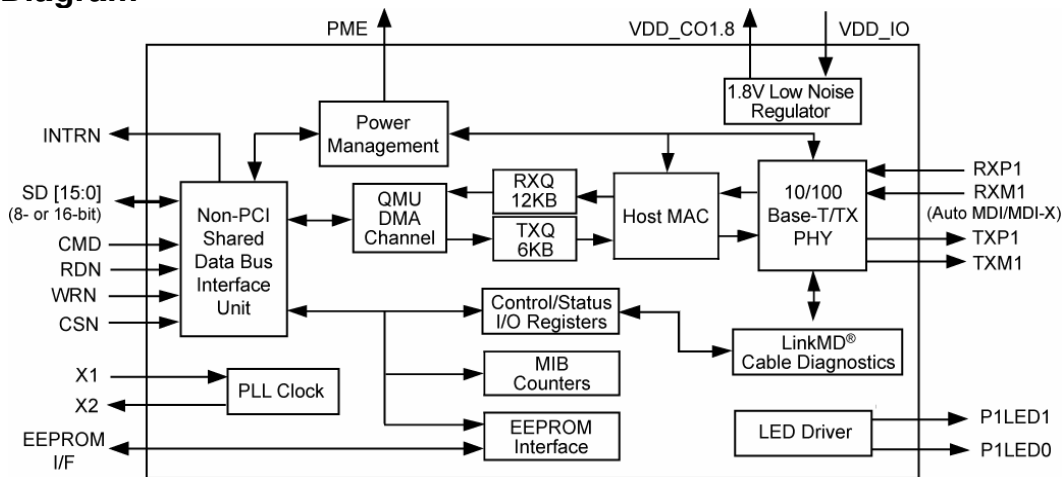 Diagram
PME
VDD_CO1.8
VDD_IO
1.8V Low Noise
Regulator
Power
Management
INTRN
SD [15:0]
(8- or 16-bit)
CMD
RDN
WRN
CSN
Non-PCI
Shared
Data Bus
Interface
Unit
QMU
DMA
Channel
RXQ
12KB
TXQ
6KB
Host MAC
10/100
Base-T/TX
PHY
RXP1
RXM1
(Auto MDI/MDI-X)
TXP1
TXM1
Control/Status
I/O Registers
LinkMD®
Cable Diagnostics
MIB
Counters
X1
X2
PLL Clock
EEPROM
I/F
EEPROM
Interface
LED Driver
P1LED1
P1LED0